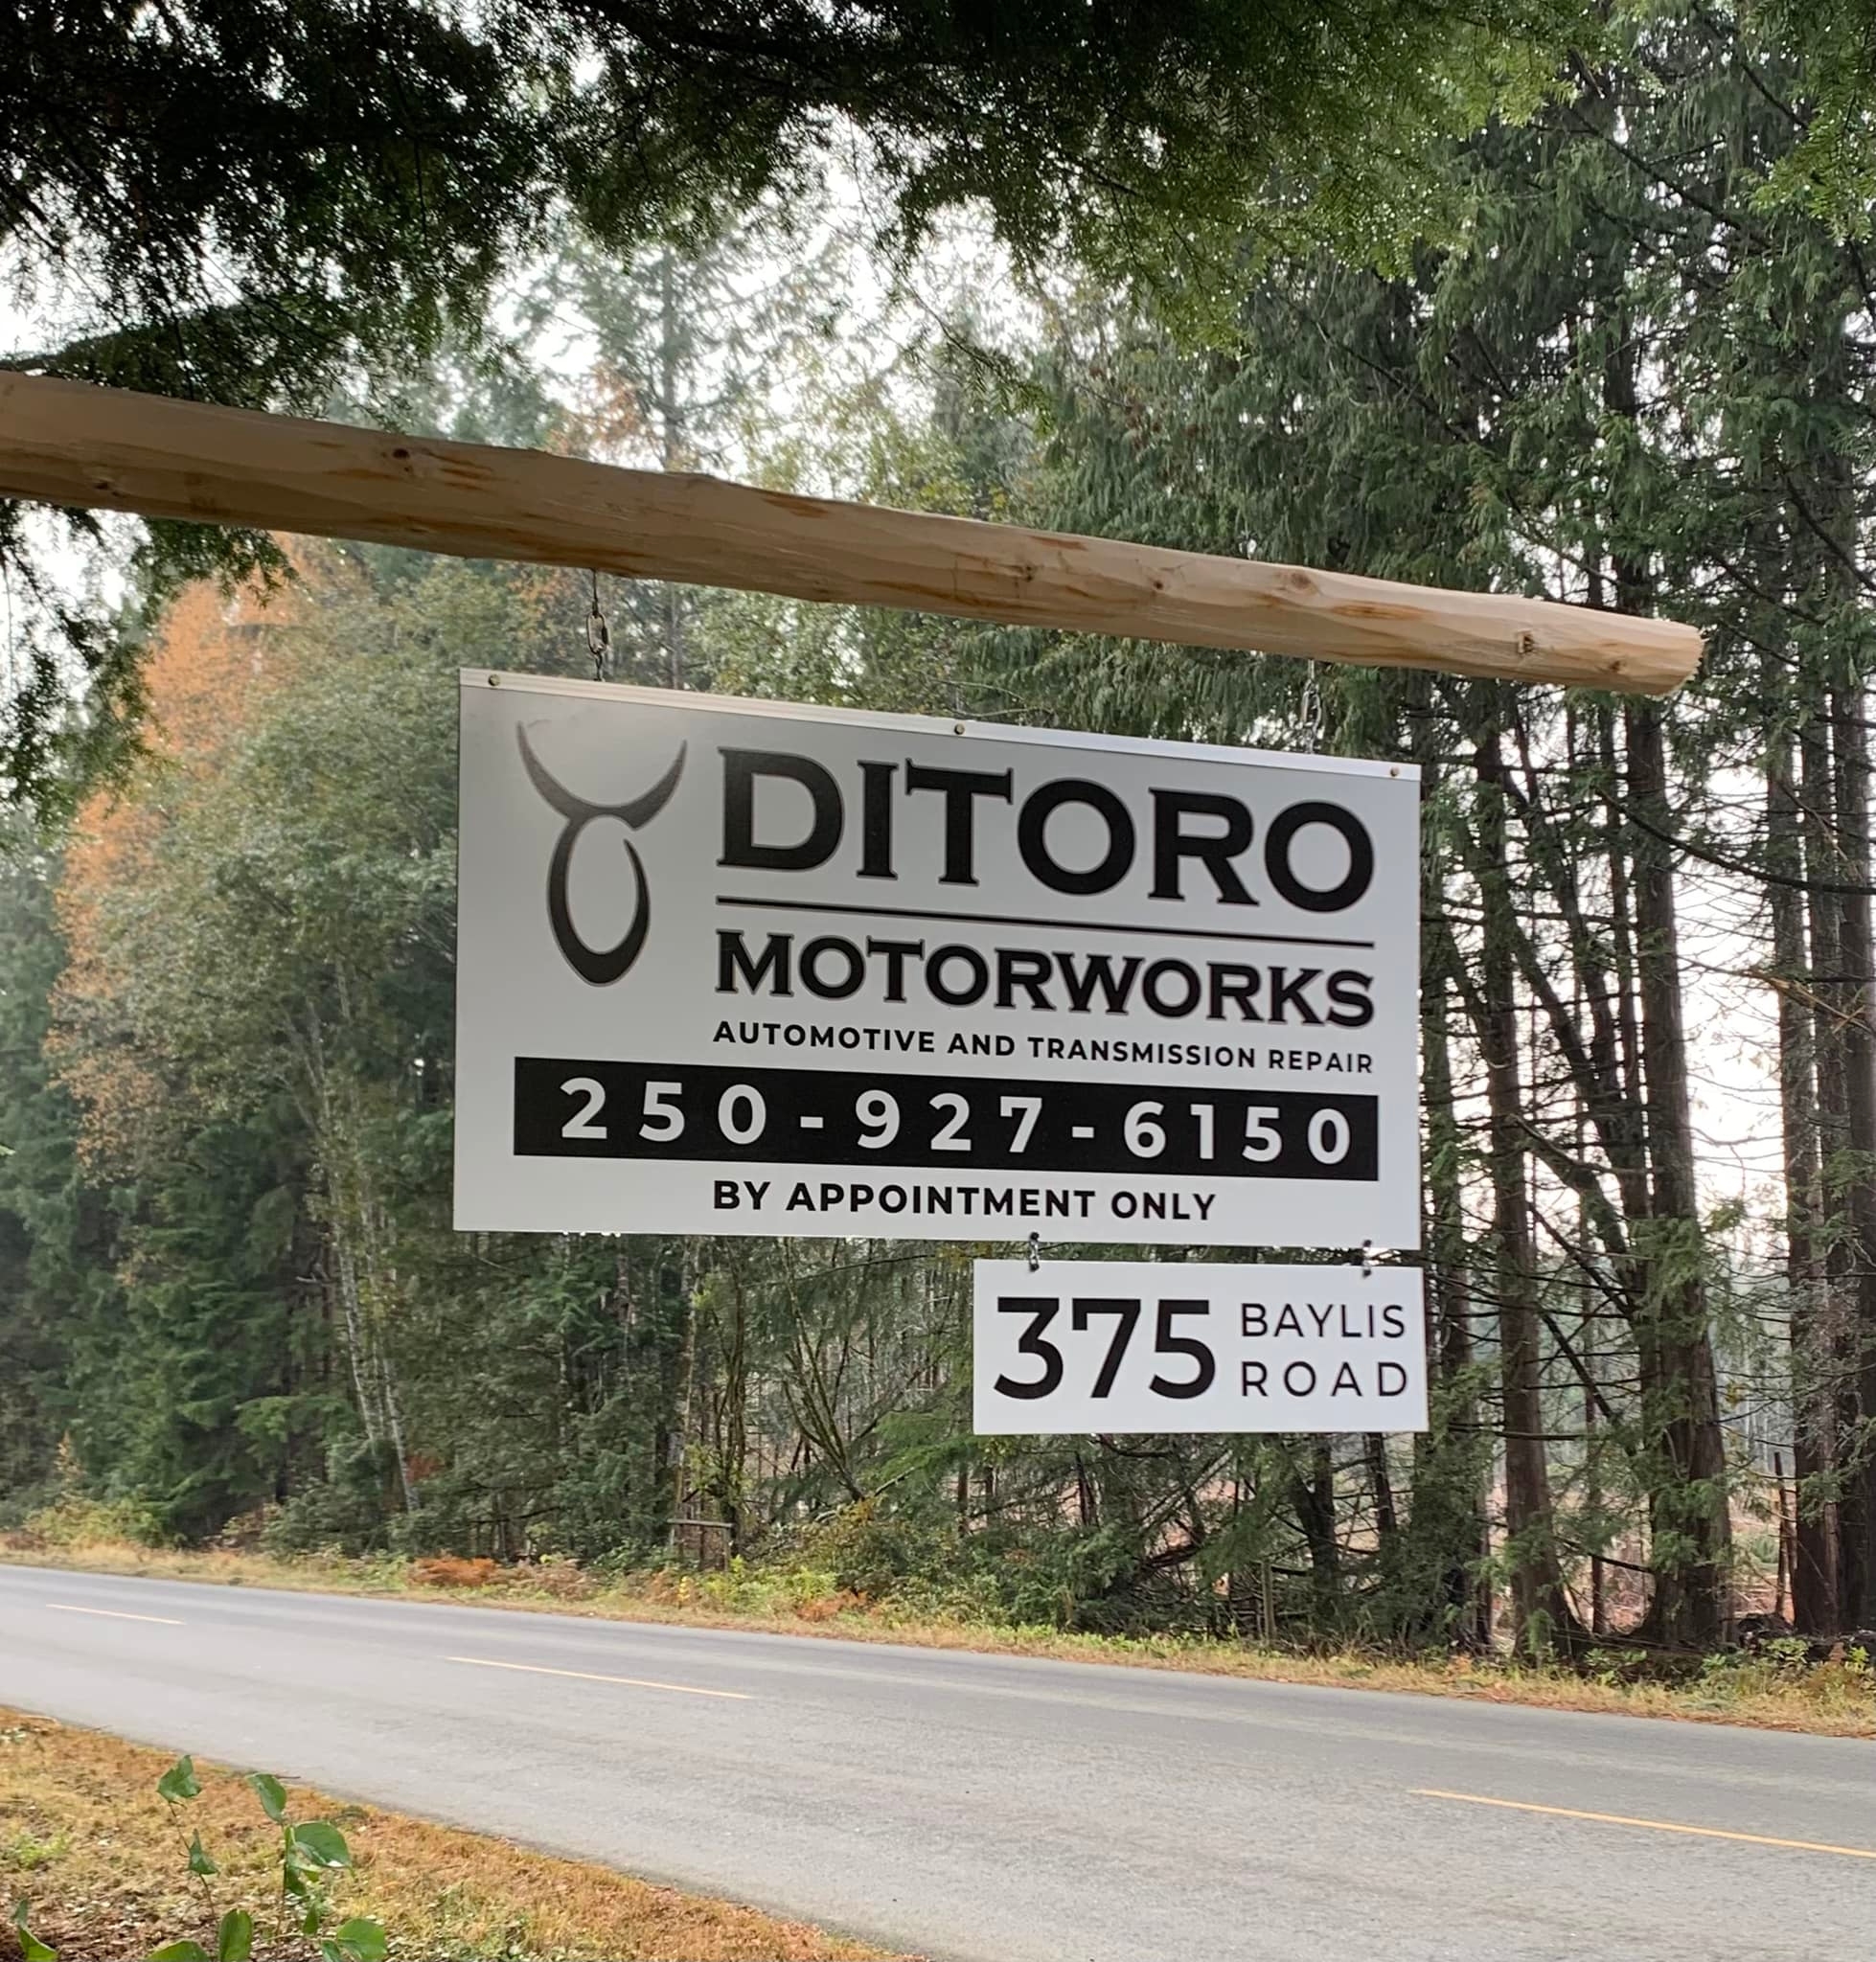 DITORO
MOTORWORKS
AUTOMOTIVE AND TRANSMISSION REPAIR
250-927-6150
BY APPOINTMENT ONLY
375 BAYLIS
ROAD